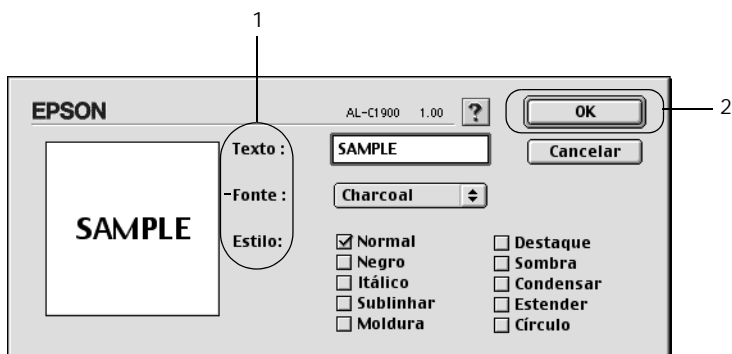 1
EPSON
AL-C1900 1.00 ?
OK
2
Texto :
SAMPLE
Cancelar
Fonte :
Charcoal
SAMPLE
Estilo:
Normal
Destaque
Negro
Sombra
Itálico
Condensar
Sublinhar
Estender
Moldura
Círculo